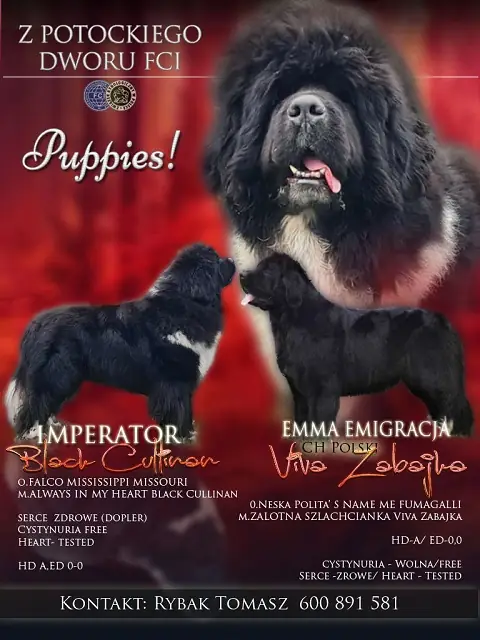 Z POTOCKIEGO
DWORU FCI
Puppies!
IMPERATOR
Black Cullinan
O.FALCO MISSISSIPPI MISSOURI
M.ALWAYS IN MY HEART BLACK CULLINAN
SERCE ZDROWE (DOPLER)
CYSTYNURIA FREE
HEART- TESTED
HD A,ED 0-0
EMMA EMIGRACJA
CH POLSKI
Viva Zabajka
O.NESKA POLITA' S NAME ME FUMAGALLI
M.ZALOTNA SZLACHCIANKA VIVA ZABAJKA
HD-A/ ED-0,0
CYSTYNURIA - WOLNA/FREE
SERCE -ZROWE/ HEART - TESTED
KONTAKT: RYBAK TOMASZ 600 891 581